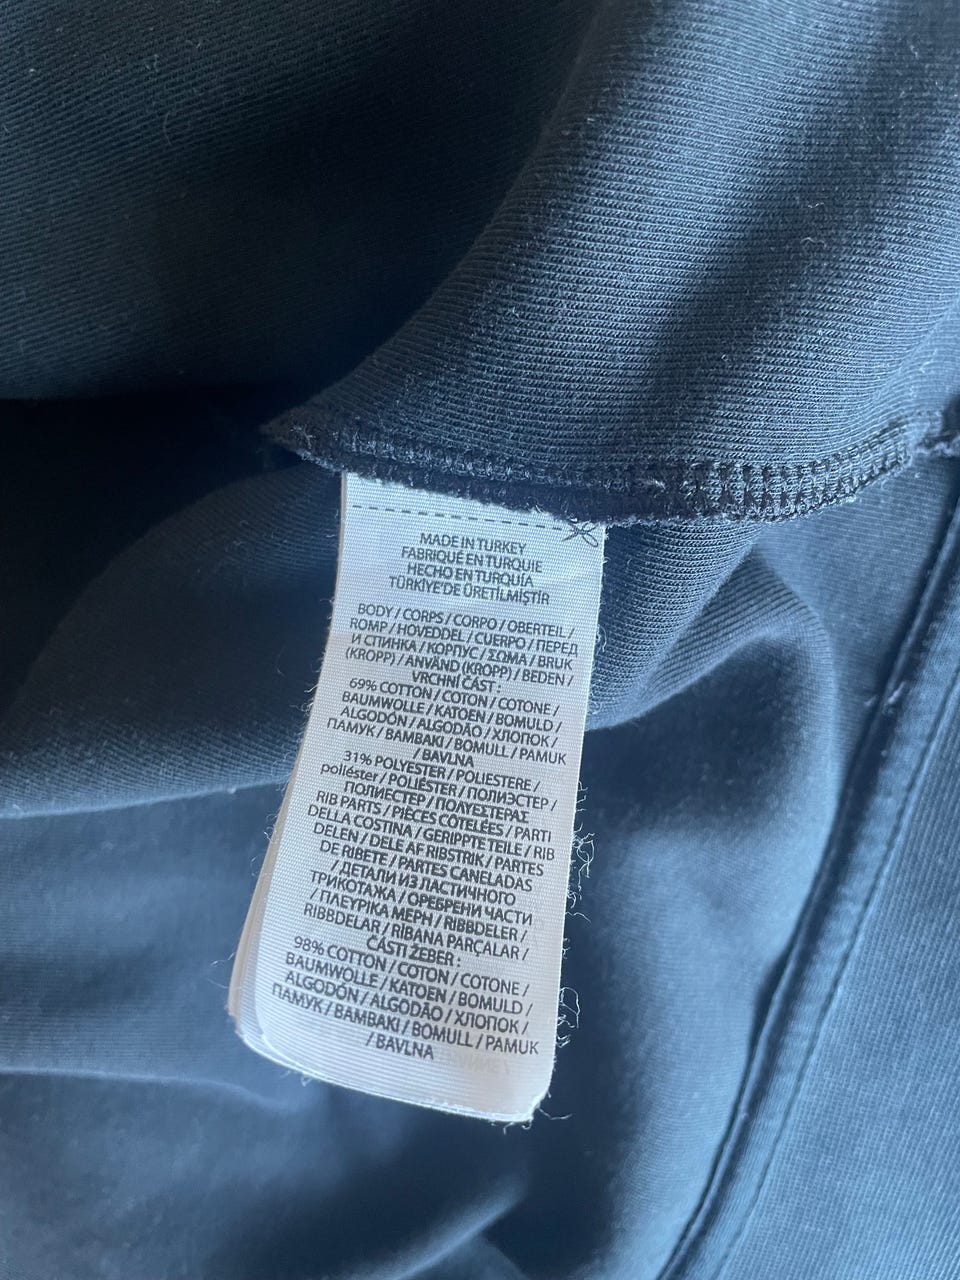 MADE IN TURKEY
FABRIQUÉ EN TURQUIE
HECHO EN TURQUÍA
TÜRKİYE'DE ÜRETİLMİŞTİR
BODY / CORPS / CORPO / OBERTEIL /
ROMP / HOVEDDEL / CUERPO / ПЕРЕД
И СПИНКА / КОРПУС / ΣΩΜΑ / BRUK
(KROPP) / ANVÄND (KROPP) / BEDEN /
VRCHNÍ ČÁST :
69% COTTON / COTON / COTONE /
BAUMWOLLE / KATOEN / BOMULD /
ALGODÓN / ALGODÃO / ХЛОПОК /
ПАМУК / BAMBAKI / BOMULL / PAMUK
/ BAVLNA
31% POLYESTER / POLIESTERE /
poliéster / POLIÉSTER / ПОЛИЭСТЕР /
ПОЛИЕСТЕР / ΠΟΛΥΕΣΤΕΡΑΣ
RIB PARTS / PIÈCES CÔTELÉES / PARTI
DELLA COSTINA / GERIPPTE TEILE / RIB
DELEN / DELE AF RIBSTRIK / PARTES
DE RIBETE / PARTES CANELADAS
/ ДЕТАЛИ ИЗ ЛАСТИЧНОГО
ТРИКОТАЖА / ОРЕБРЕНИ ЧАСТИ
/ ΠΛΕΥΡΙΚΑ ΜΕΡΗ / RIBBDELER /
RIBBDELAR / RIBANA PARÇALAR /
ČÁSTI ŽEBER :
98% COTTON / COTON / COTONE /
BAUMWOLLE / KATOEN / BOMULD /
ALGODÓN / ALGODÃO / ХЛОПОК /
ПАМУК / BAMBAKI / BOMULL / PAMUK
/ BAVLNA